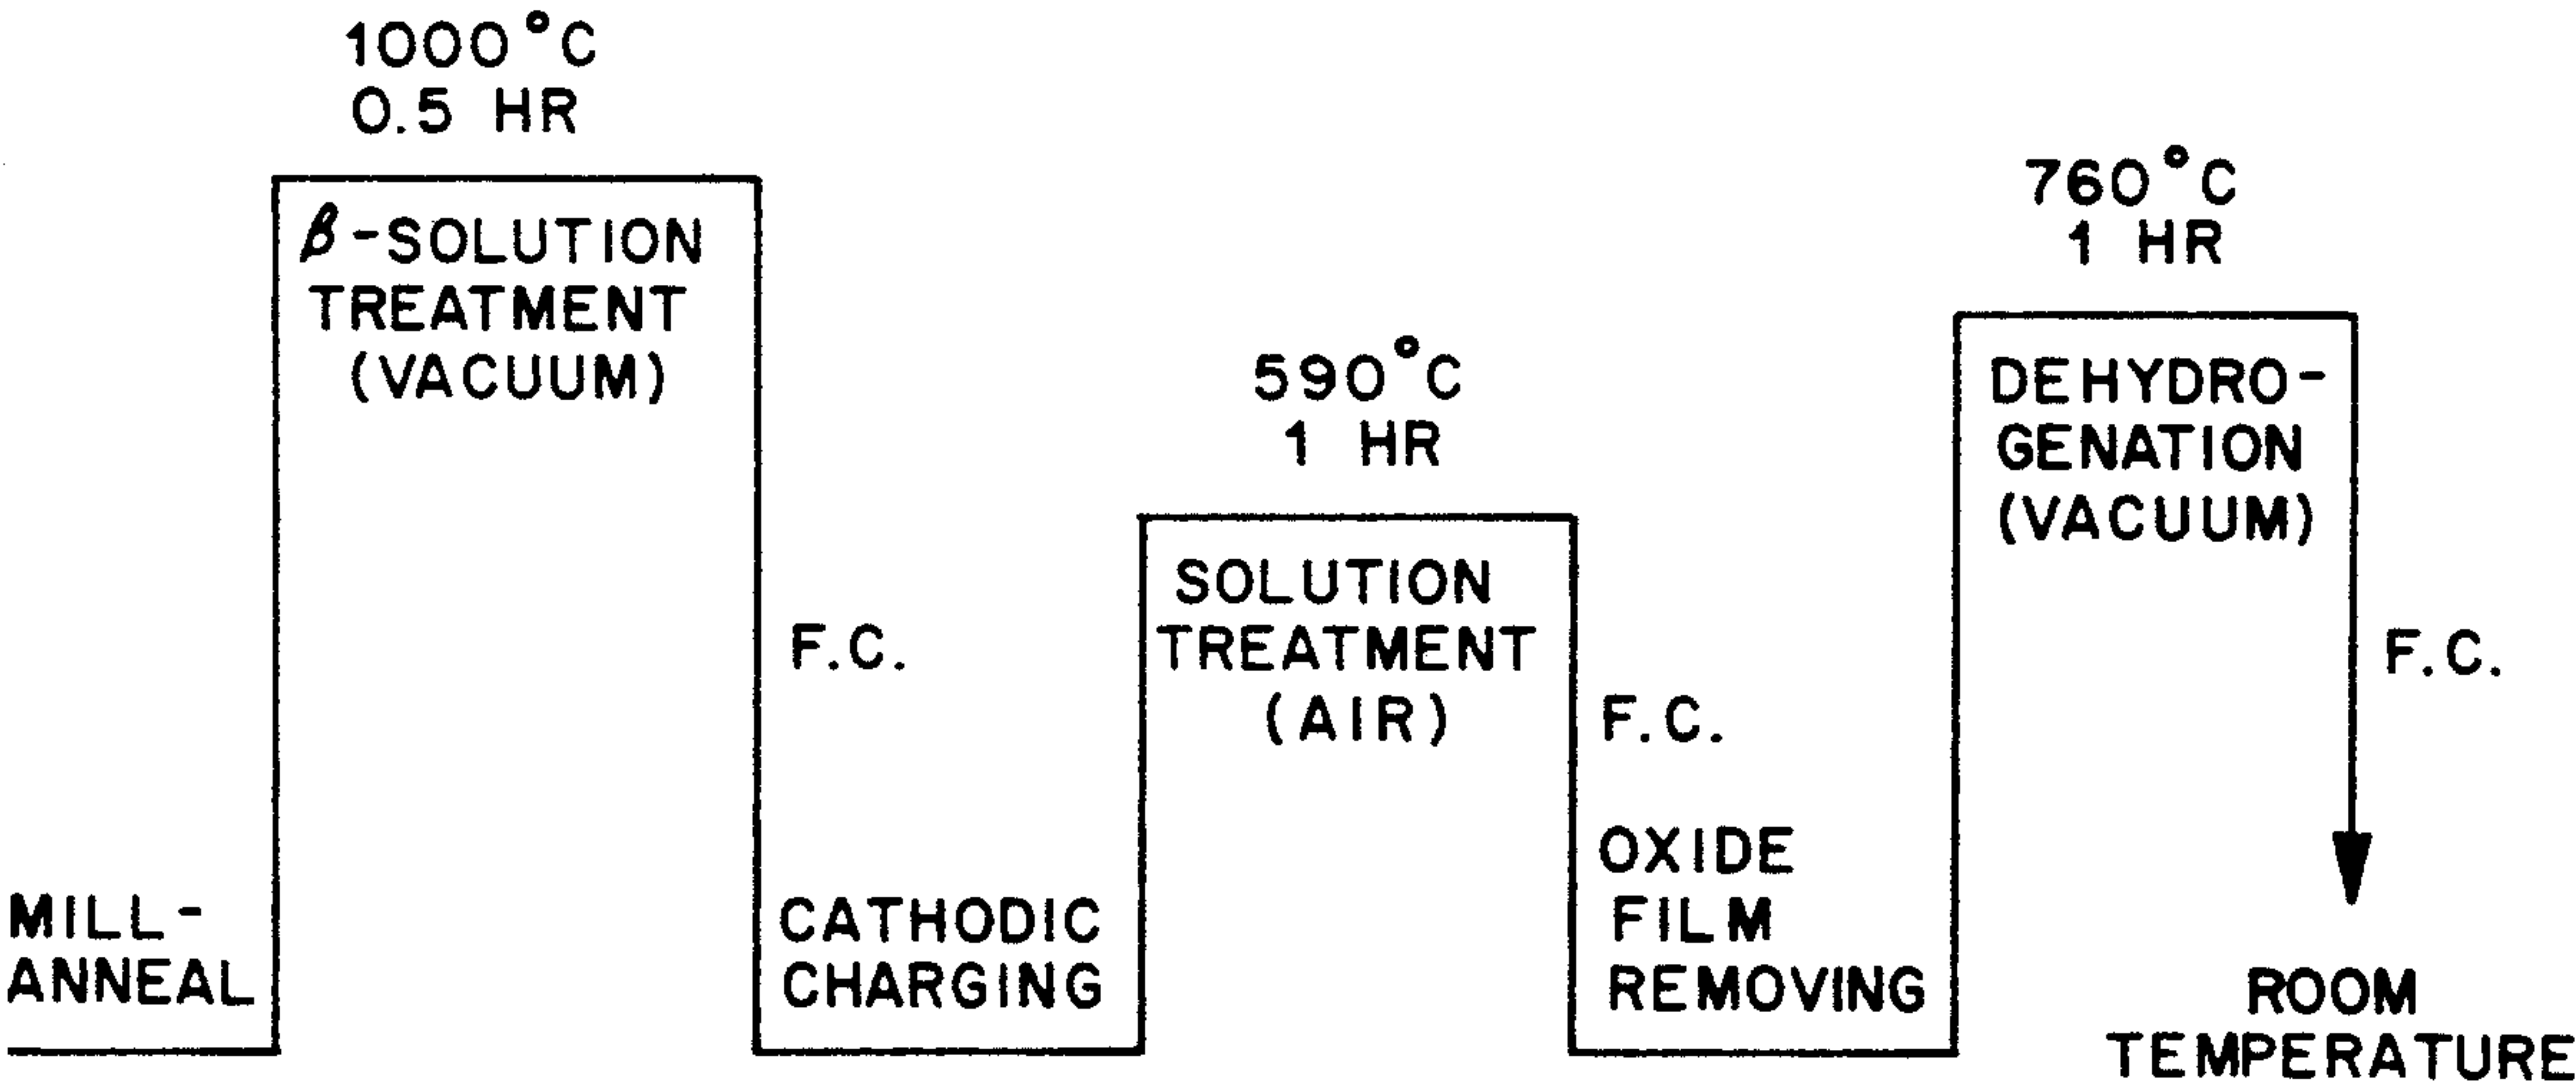 MILL-
ANNEAL
1000°C
0.5 HR
β-SOLUTION
TREATMENT
(VACUUM)
F.C.
CATHODIC
CHARGING
590°C
1 HR
SOLUTION
TREATMENT
(AIR)
F.C.
OXIDE
FILM
REMOVING
760°C
1 HR
DEHYDRO-
GENATION
(VACUUM)
F.C.
ROOM
TEMPERATURE